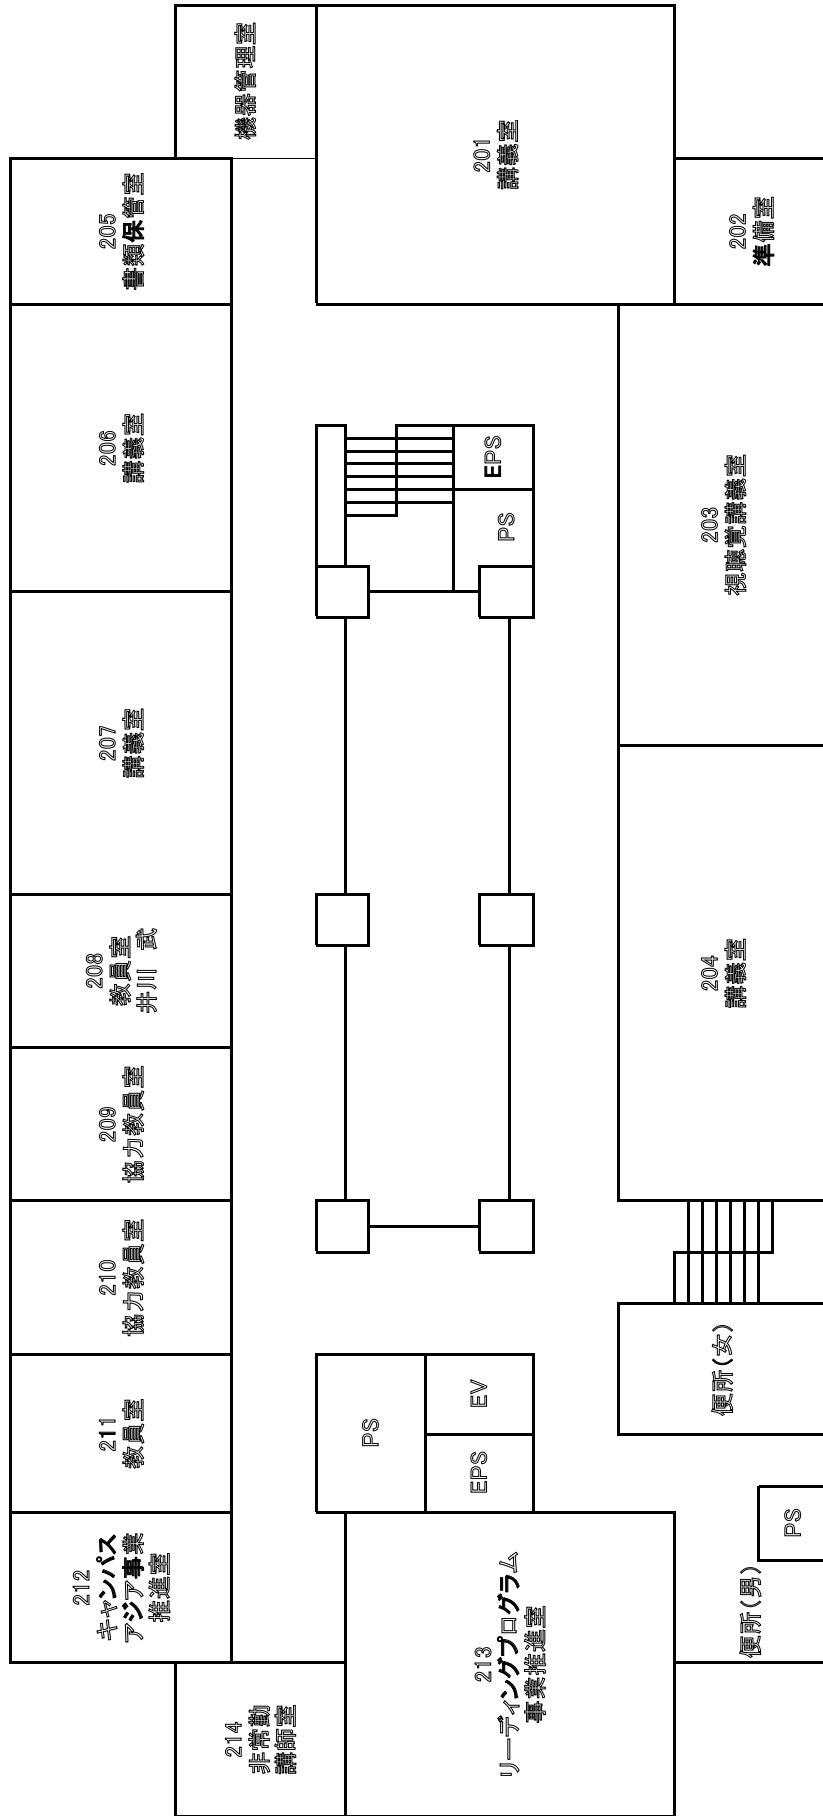 機器管理室
201
講義室
205
書類保管室
202
準備室
206
講義室
EPS
PS
203
視聴覚講義室
207
講義室
208
教員室
井川　武
204
講義室
209
協力教員室
210
協力教員室
211
教員室
PS
EV
EPS
便所(女)
PS
便所(男)
212
キャンパス
アジア事業
推進室
213
リーディングプログラム
事業推進室
214
非常勤
講師室